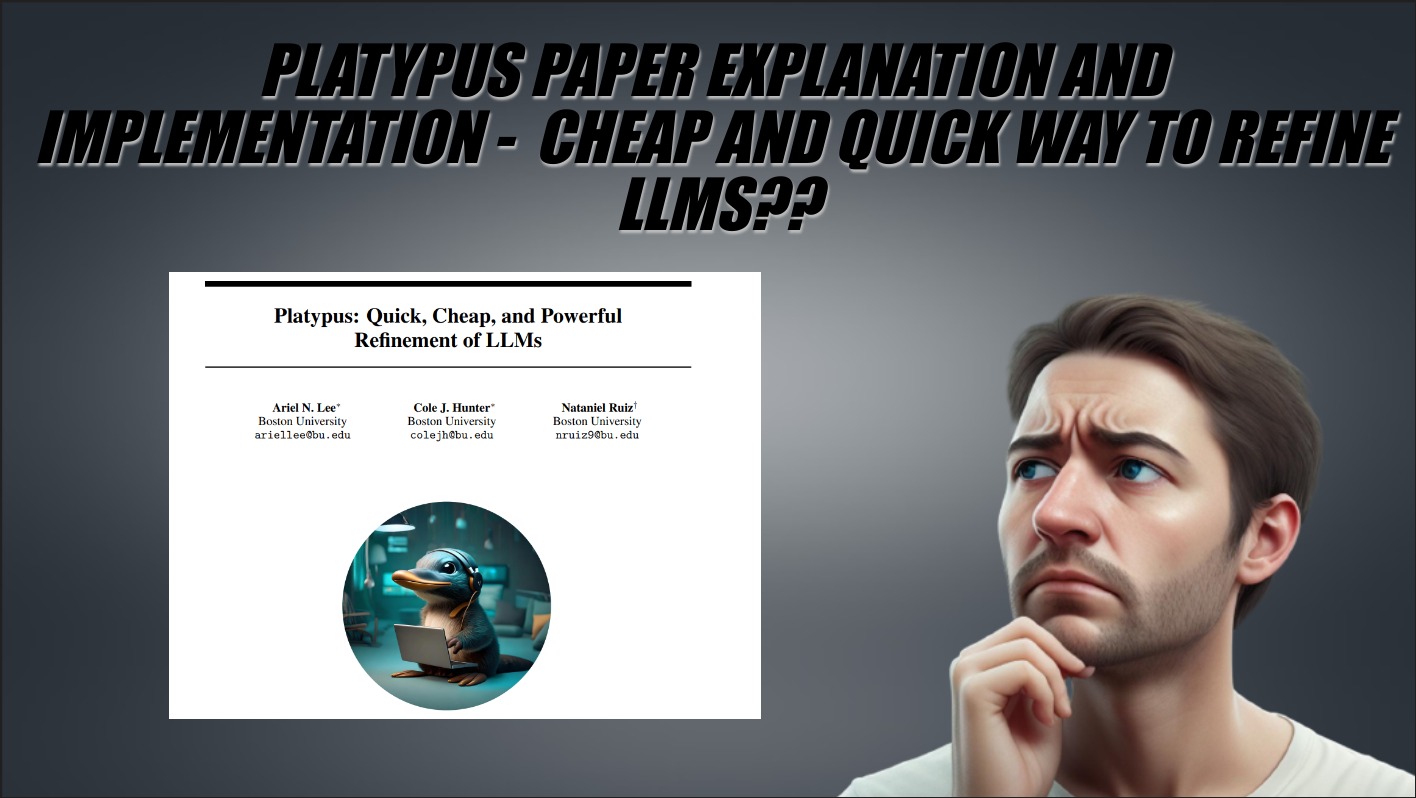 PLATYPUS PAPER EXPLANATION AND
IMPLEMENTATION - CHEAP AND QUICK WAY TO REFINE
LLMS??
Platypus: Quick, Cheap, and Powerful
Refinement of LLMs
Ariel N. Lee* Cole J. Hunter* Nataniel Ruiz†
Boston University Boston University Boston University
ariellee@bu.edu colejh@bu.edu nruiz9@bu.edu